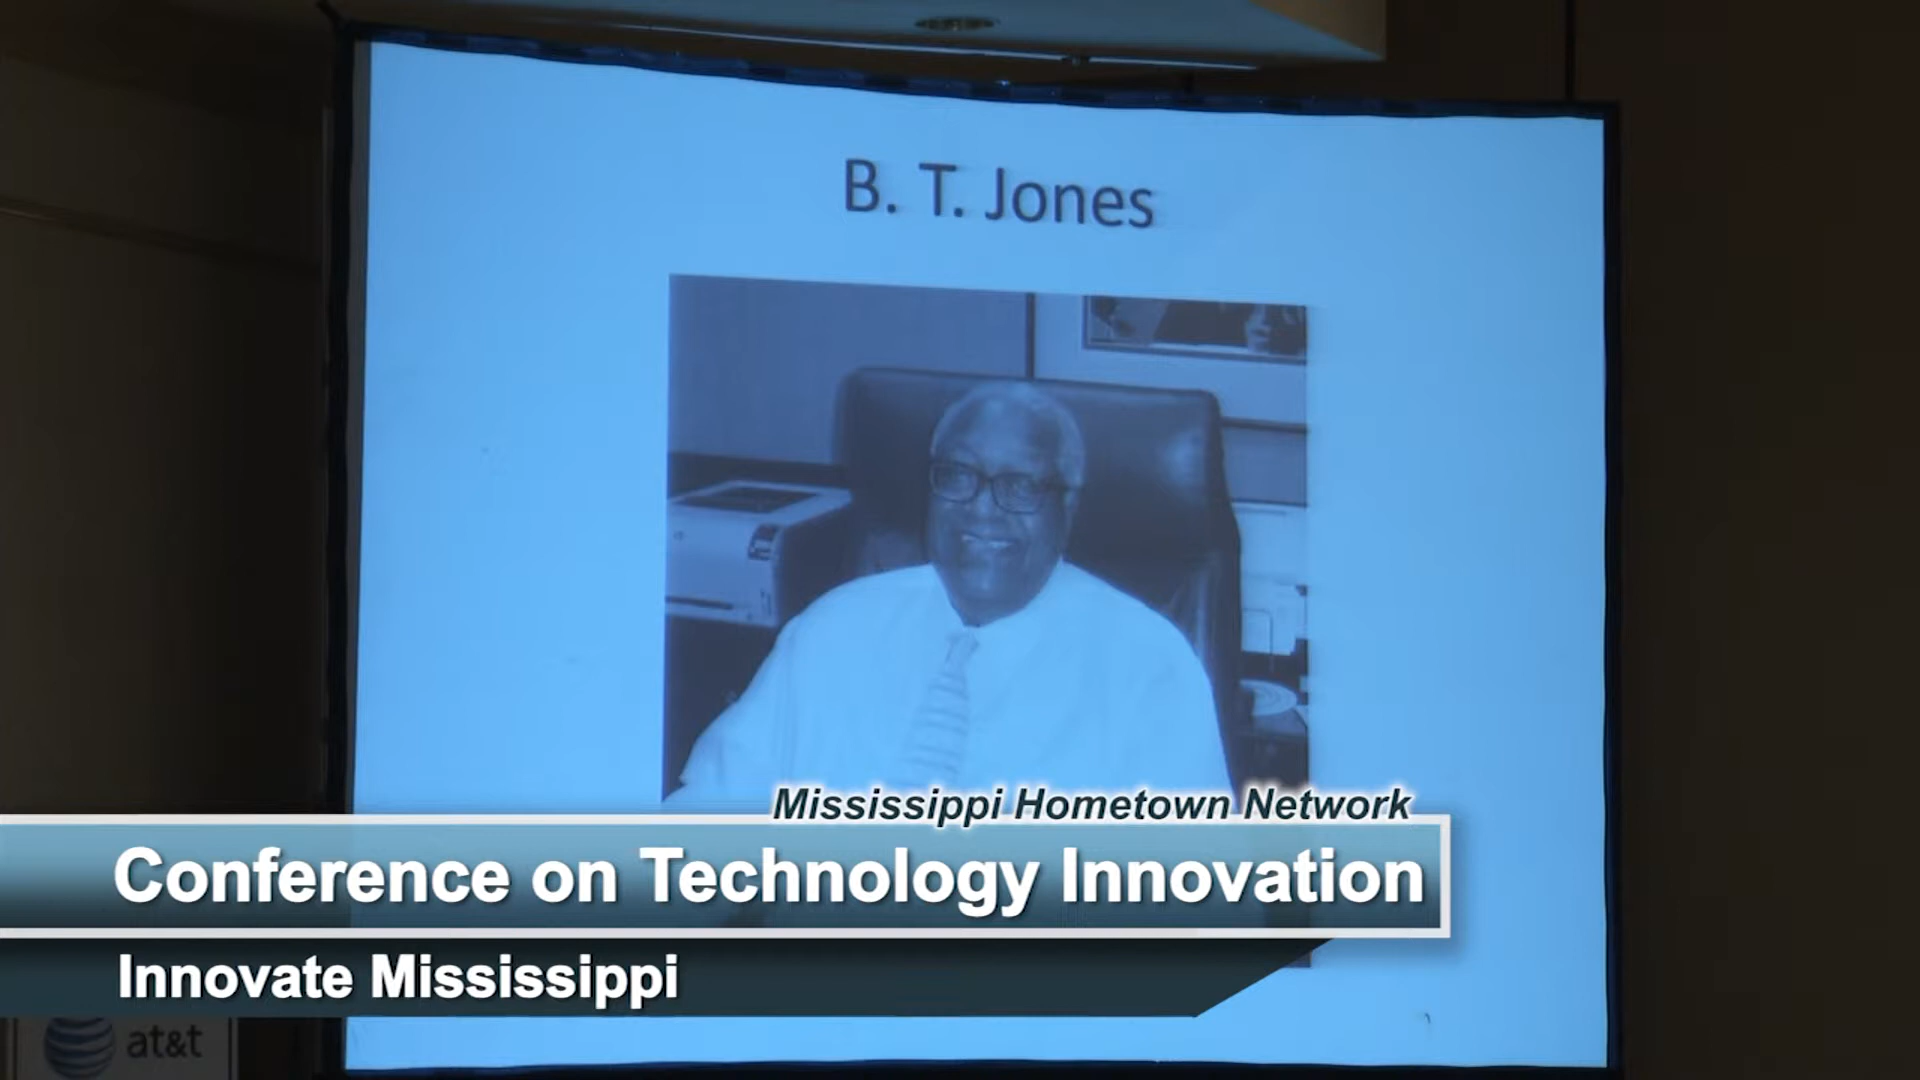 B. T. Jones
Mississippi Hometown Network
Conference on Technology Innovation
Innovate Mississippi
at&t